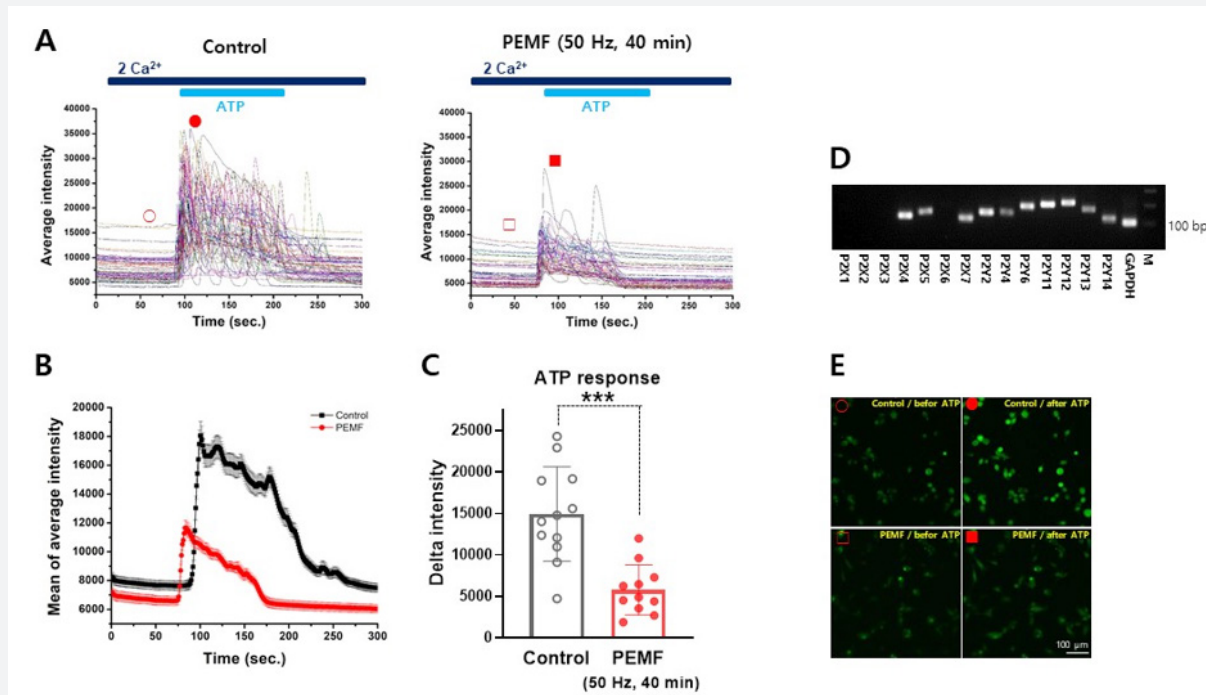 A
Control
2 Ca²⁺
ATP
Average intensity
40000
35000
30000
25000
20000
15000
10000
5000
0 50 100 150 200 250 300
Time (sec.)
PEMF (50 Hz, 40 min)
2 Ca²⁺
ATP
Average intensity
40000
35000
30000
25000
20000
15000
10000
5000
0 50 100 150 200 250 300
Time (sec.)
B
Mean of average intensity
20000
18000
16000
14000
12000
10000
8000
6000
0 50 100 150 200 250 300
Time (sec.)
Control
PEMF
C
ATP response
***
Delta intensity
25000
20000
15000
10000
5000
0
Control PEMF
(50 Hz, 40 min)
D
100 bp
P2X1
P2X2
P2X3
P2X4
P2X5
P2X6
P2X7
P2Y2
P2Y4
P2Y6
P2Y11
P2Y12
P2Y13
P2Y14
GAPDH
M
E
Control / befor ATP
Control / after ATP
PEMF / befor ATP
PEMF / after ATP
100 µm